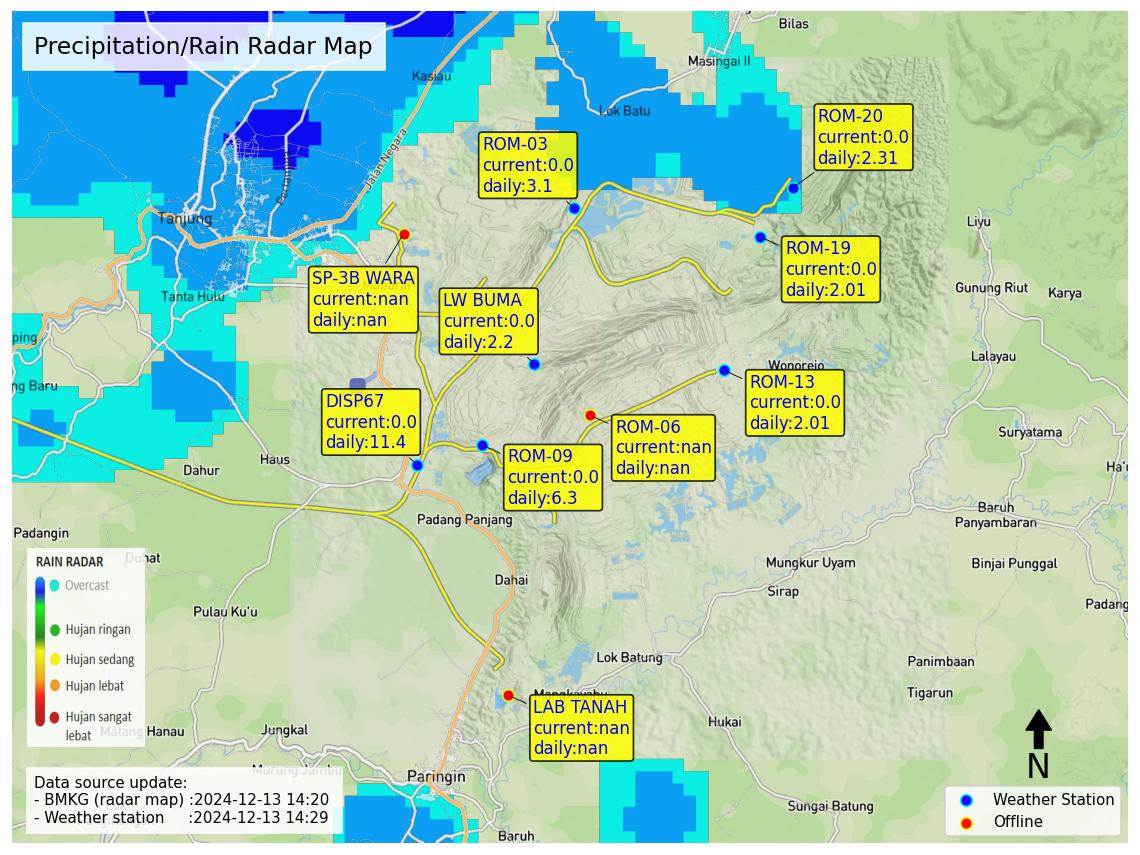 Precipitation/Rain Radar Map
Bilas
Masingai II
Kasiau
Lok Batu
Jalan Negara
ROM-20
current:0.0
daily:2.31
ROM-03
current:0.0
daily:3.1
Tanjung
Liyu
ROM-19
current:0.0
daily:2.01
SP-3B WARA
current:nan
daily:nan
LW BUMA
current:0.0
daily:2.2
Tanta Hulu
Gunung Riut
Karya
ping
Lalayau
Wonorejo
ng Baru
ROM-13
current:0.0
daily:2.01
DISP67
current:0.0
daily:11.4
ROM-06
current:nan
daily:nan
Suryatama
ROM-09
current:0.0
daily:6.3
Haus
Dahur
Ha'u
Padang Panjang
Baruh
Panyambaran
Padangin
Duhat
Mungkur Uyam
Binjai Punggal
Dahai
Sirap
Padang
Pulau Ku'u
RAIN RADAR
Overcast
Hujan ringan
Hujan sedang
Hujan lebat
Hujan sangat
lebat
Lok Batung
Panimbaan
Tigarun
Mangkayahu
LAB TANAH
current:nan
daily:nan
Hukai
Matang Hanau
Jungkal
Murung Jambu
Paringin
Sungai Batung
Baruh
Data source update:
- BMKG (radar map) :2024-12-13 14:20
- Weather station :2024-12-13 14:29
N
Weather Station
Offline